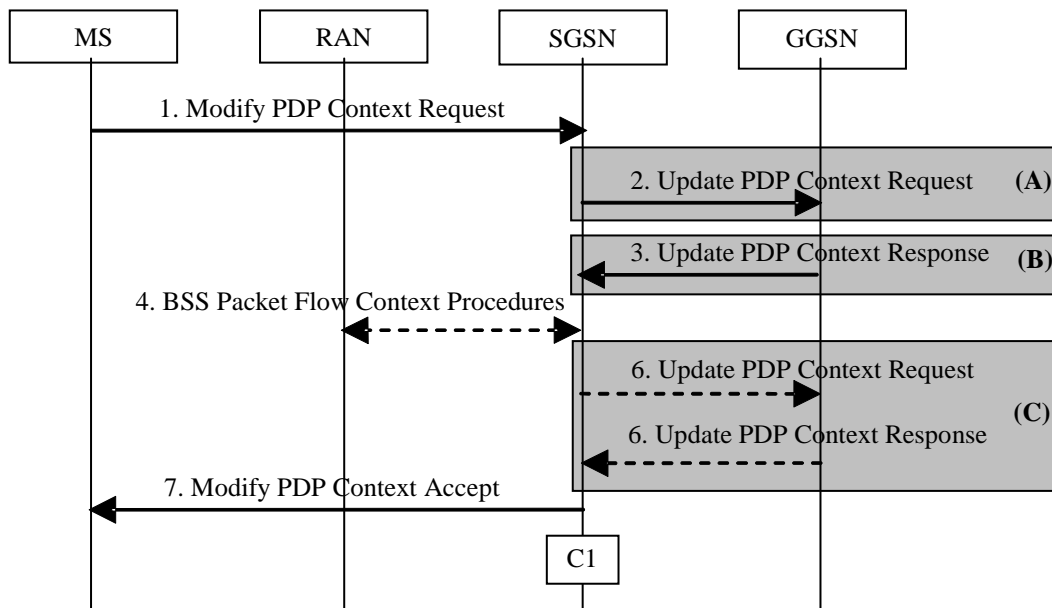 MS
RAN
SGSN
GGSN
1. Modify PDP Context Request
2. Update PDP Context Request
(A)
3. Update PDP Context Response
(B)
4. BSS Packet Flow Context Procedures
6. Update PDP Context Request
(C)
6. Update PDP Context Response
7. Modify PDP Context Accept
C1